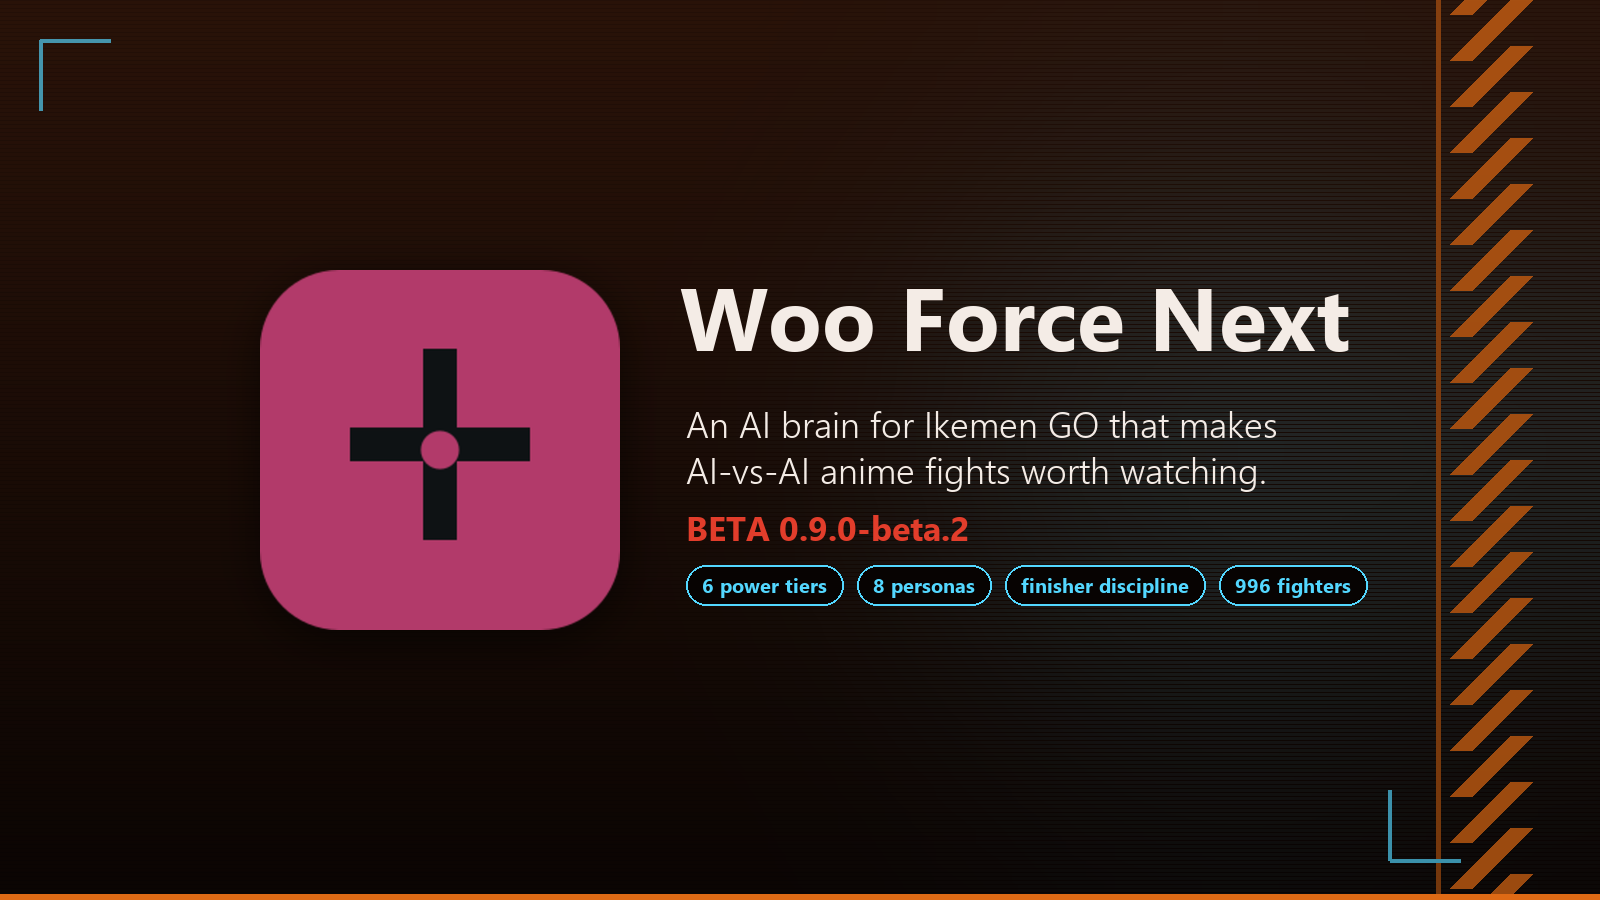 Woo Force Next
An AI brain for Ikemen GO that makes
AI-vs-AI anime fights worth watching.
BETA 0.9.0-beta.2
6 power tiers 8 personas finisher discipline 996 fighters